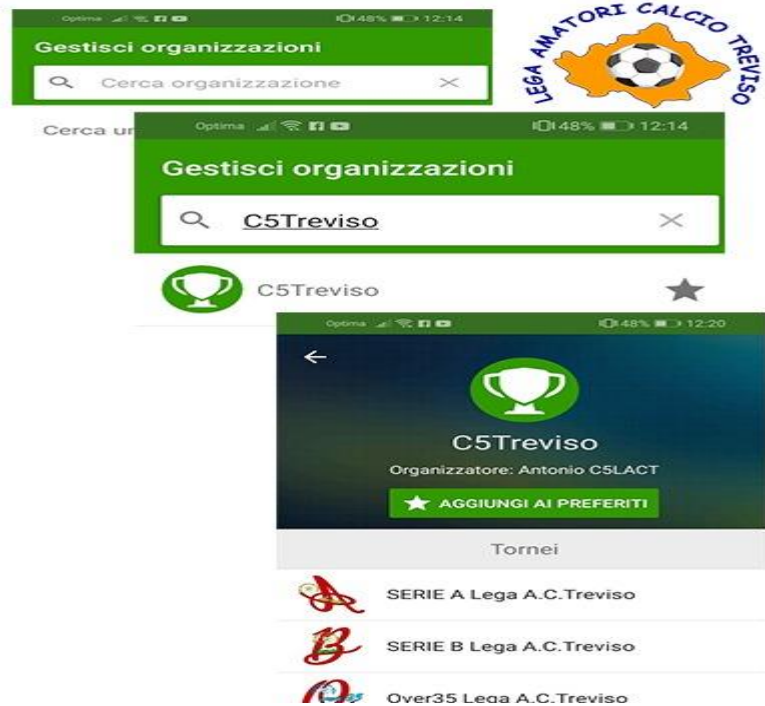 Optima 48% 12:14
Gestisci organizzazioni
Cerca organizzazione
LEGA AMATORI CALCIO TREVISO
Cerca un
Optima 48% 12:14
Gestisci organizzazioni
C5Treviso
C5Treviso
Optima 48% 12:20
C5Treviso
Organizzatore: Antonio C5LACT
AGGIUNGI AI PREFERITI
Tornei
A
SERIE A Lega A.C.Treviso
B
SERIE B Lega A.C.Treviso
Over35 Lega A.C.Treviso